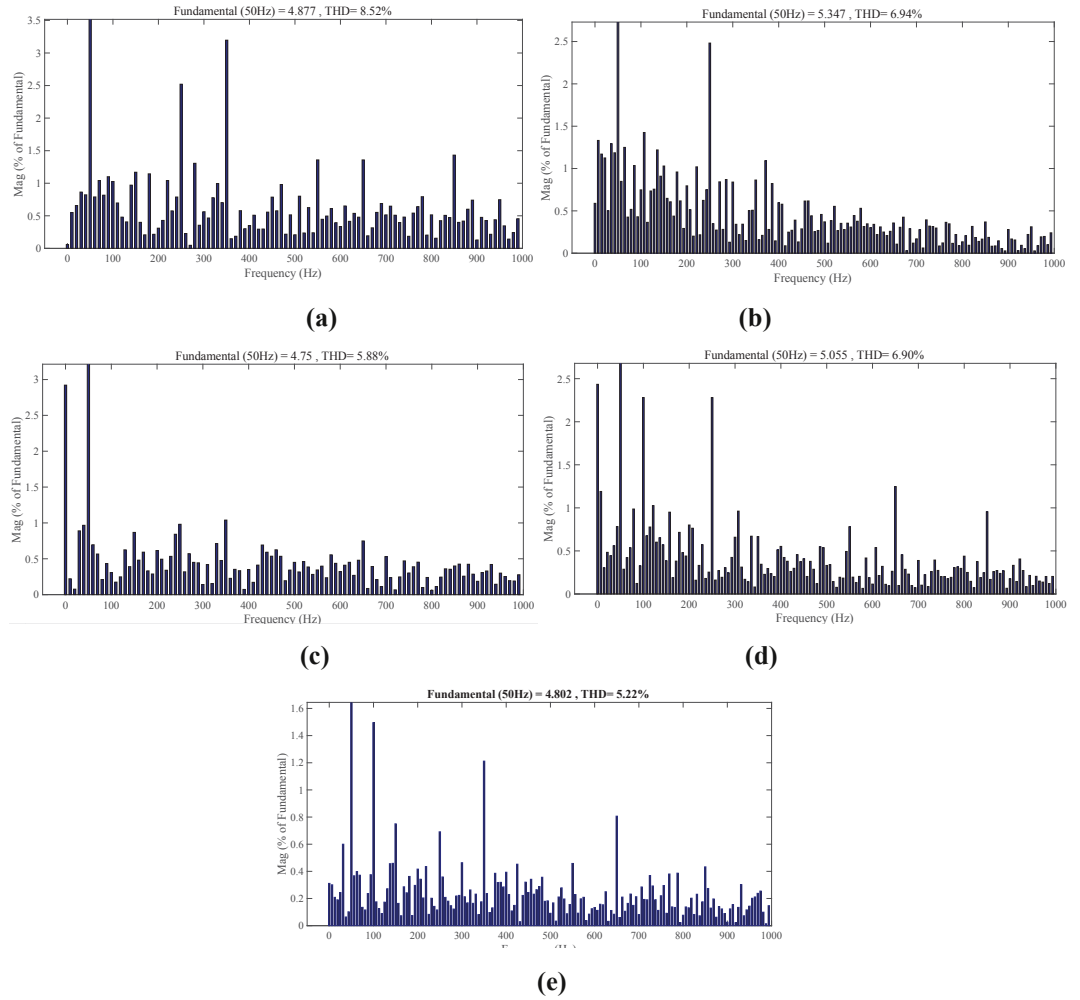 Fundamental (50Hz) = 4.877 , THD= 8.52%
Mag (% of Fundamental)
3.5
3
2.5
2
1.5
1
0.5
0
0 100 200 300 400 500 600 700 800 900 1000
Frequency (Hz)
(a)
Fundamental (50Hz) = 5.347 , THD= 6.94%
Mag (% of Fundamental)
2.5
2
1.5
1
0.5
0
0 100 200 300 400 500 600 700 800 900 1000
Frequency (Hz)
(b)
Fundamental (50Hz) = 4.75 , THD= 5.88%
Mag (% of Fundamental)
3
2.5
2
1.5
1
0.5
0
0 100 200 300 400 500 600 700 800 900 1000
(c)
Fundamental (50Hz) = 5.055 , THD= 6.90%
Mag (% of Fundamental)
2.5
2
1.5
1
0.5
0
0 100 200 300 400 500 600 700 800 900 1000
(d)
Fundamental (50Hz) = 4.802 , THD= 5.22%
Mag (% of Fundamental)
1.6
1.4
1.2
1
0.8
0.6
0.4
0.2
0
0 100 200 300 400 500 600 700 800 900 1000
(e)